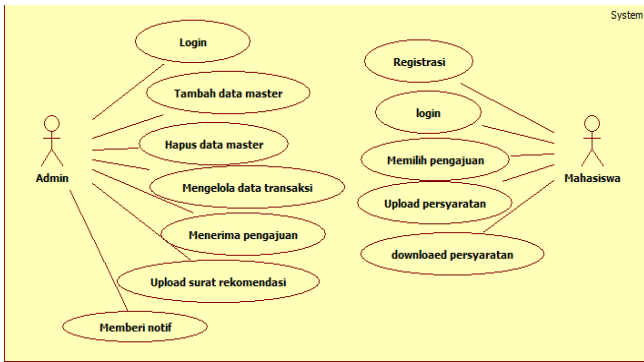 System
Login
Registrasi
Tambah data master
login
Hapus data master
Memilih pengajuan
Admin
Mahasiswa
Mengelola data transaksi
Upload persyaratan
Menerima pengajuan
downloaed persyaratan
Upload surat rekomendasi
Memberi notif